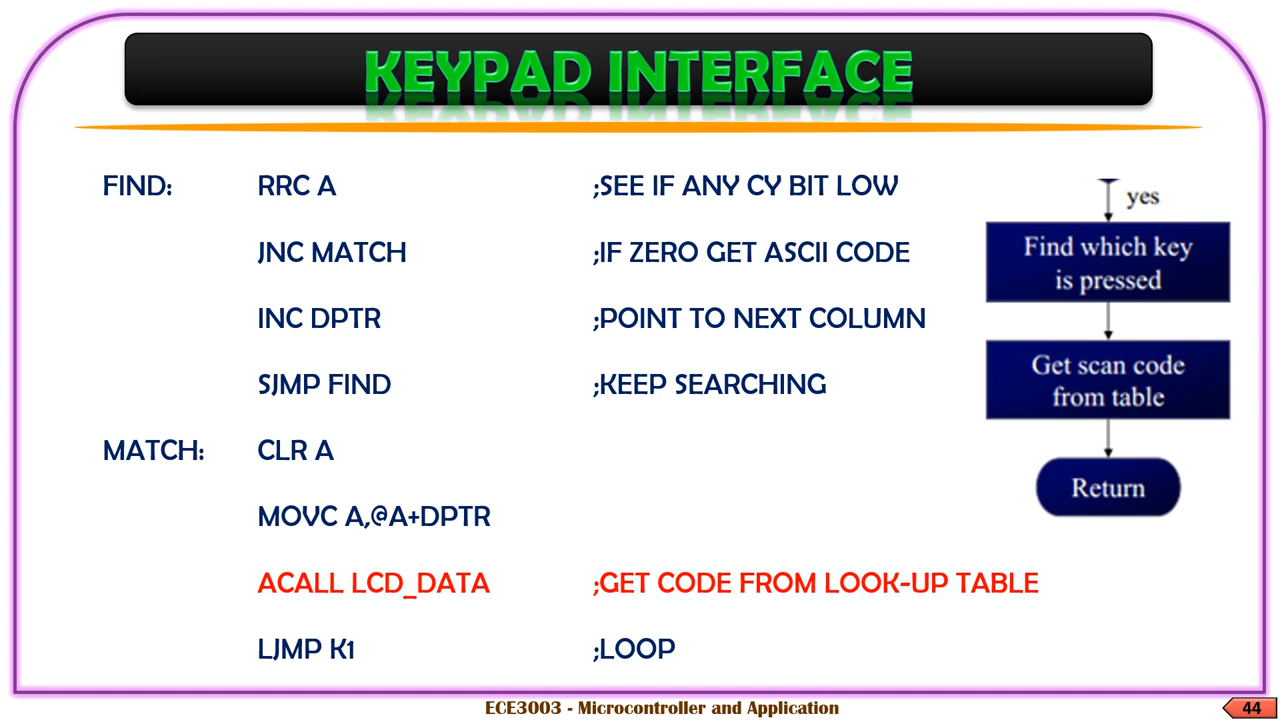 KEYPAD INTERFACE
FIND: RRC A ;SEE IF ANY CY BIT LOW
JNC MATCH ;IF ZERO GET ASCII CODE
INC DPTR ;POINT TO NEXT COLUMN
SJMP FIND ;KEEP SEARCHING
MATCH: CLR A
MOVC A,@A+DPTR
ACALL LCD_DATA ;GET CODE FROM LOOK-UP TABLE
LJMP K1 ;LOOP
yes
Find which key
is pressed
Get scan code
from table
Return
ECE3003 - Microcontroller and Application
44